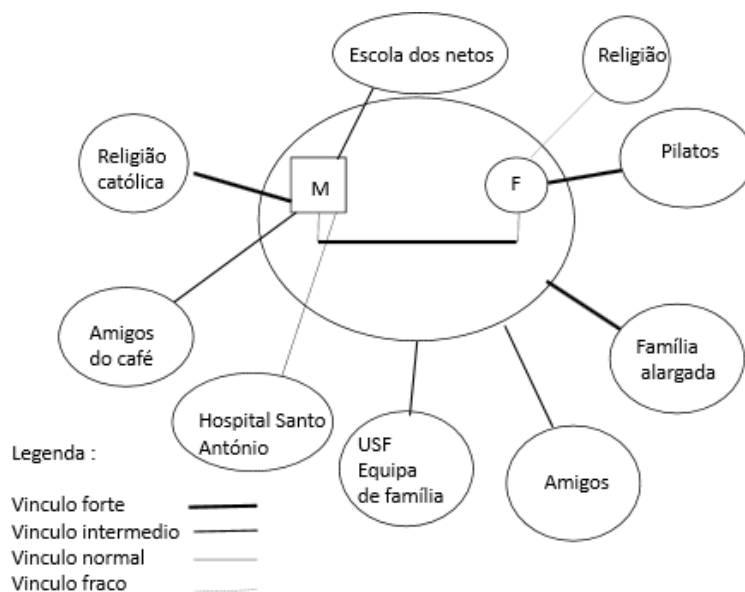 Escola dos netos
Religião
Pilatos
Religião
católica
M
F
Amigos
do café
Família
alargada
Hospital Santo
António
USF
Equipa
de família
Amigos
Legenda :
Vinculo forte
Vinculo intermedio
Vinculo normal
Vinculo fraco